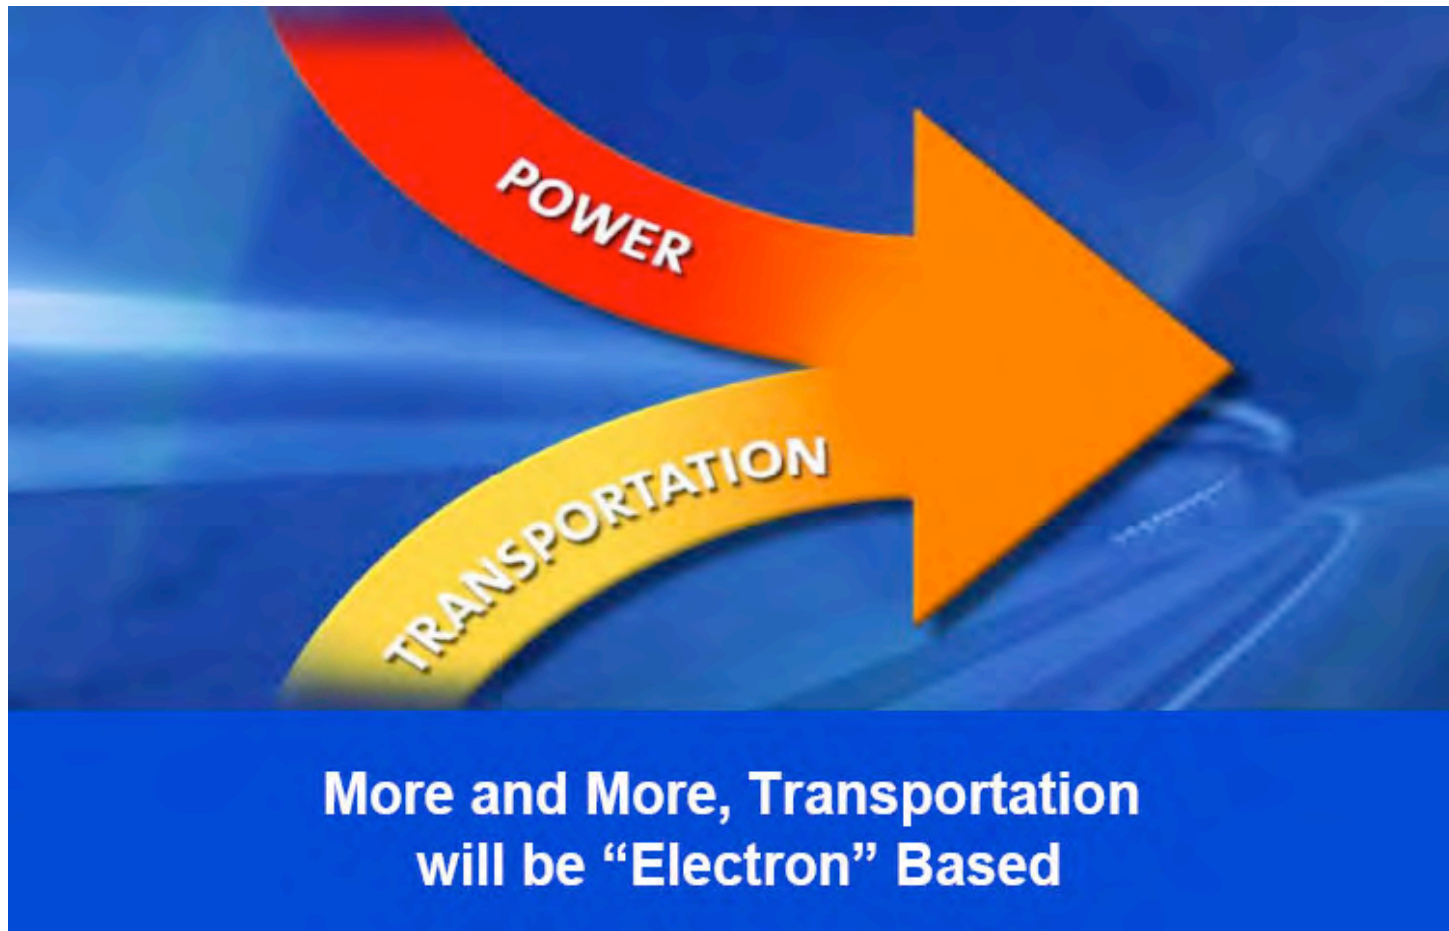 POWER
TRANSPORTATION
More and More, Transportation
will be “Electron” Based